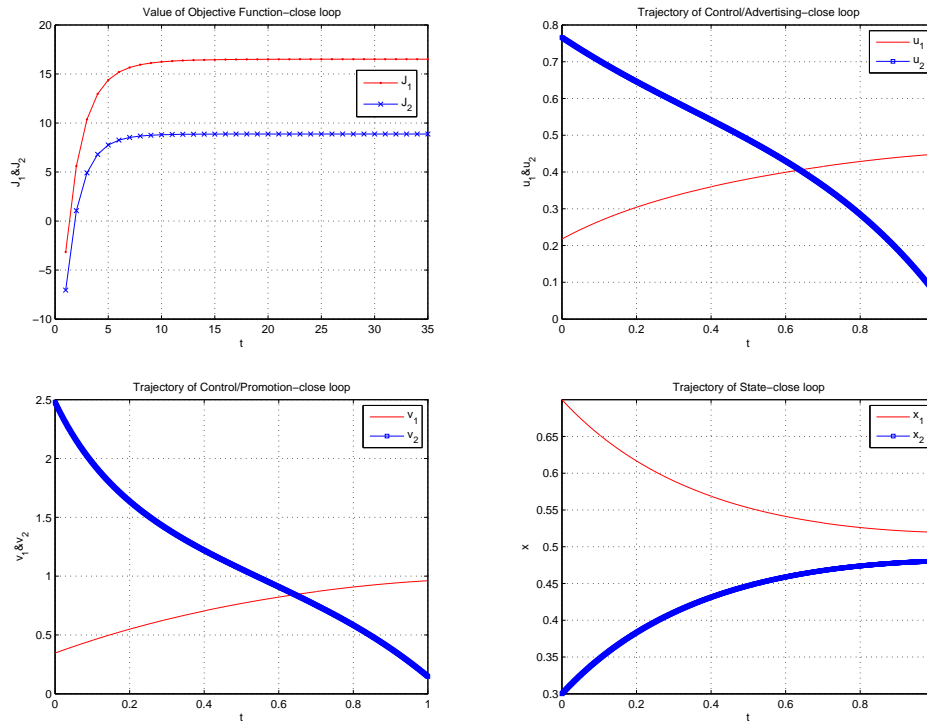 Value of Objective Function−close loop
J1&J2
20
15
10
5
0
−5
−10
0 5 10 15 20 25 30 35
t
J1
J2
Trajectory of Control/Advertising−close loop
u1&u2
0.8
0.7
0.6
0.5
0.4
0.3
0.2
0.1
0
0 0.2 0.4 0.6 0.8
t
u1
u2
Trajectory of Control/Promotion−close loop
v1&v2
2.5
2
1.5
1
0.5
0
0 0.2 0.4 0.6 0.8 1
t
v1
v2
Trajectory of State−close loop
x
0.65
0.6
0.55
0.5
0.45
0.4
0.35
0.3
0 0.2 0.4 0.6 0.8
t
x1
x2